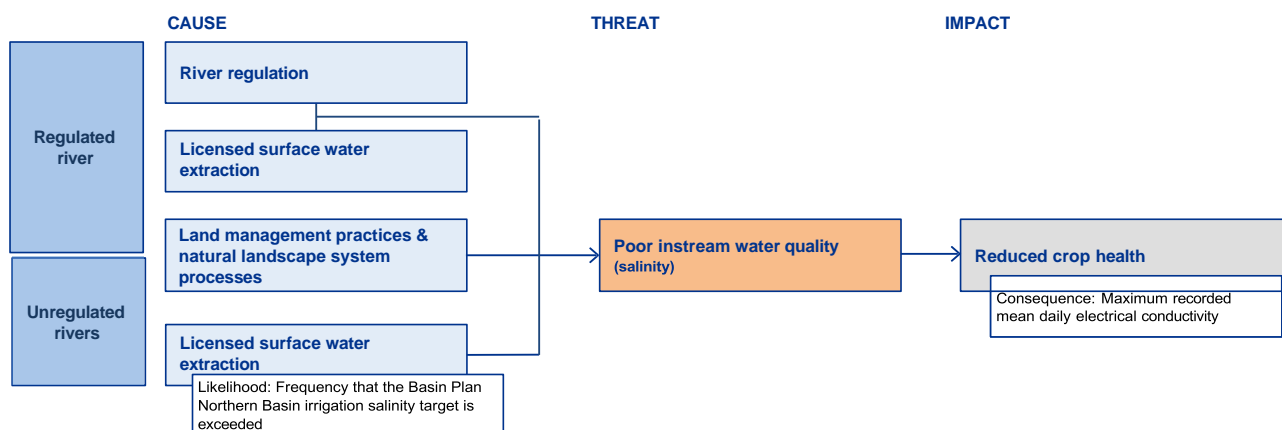 CAUSE
THREAT
IMPACT
Regulated
river
River regulation
Licensed surface water
extraction
Land management practices &
natural landscape system
processes
Unregulated
rivers
Licensed surface water
extraction
Likelihood: Frequency that the Basin Plan
Northern Basin irrigation salinity target is
exceeded
Poor instream water quality
(salinity)
Reduced crop health
Consequence: Maximum recorded
mean daily electrical conductivity